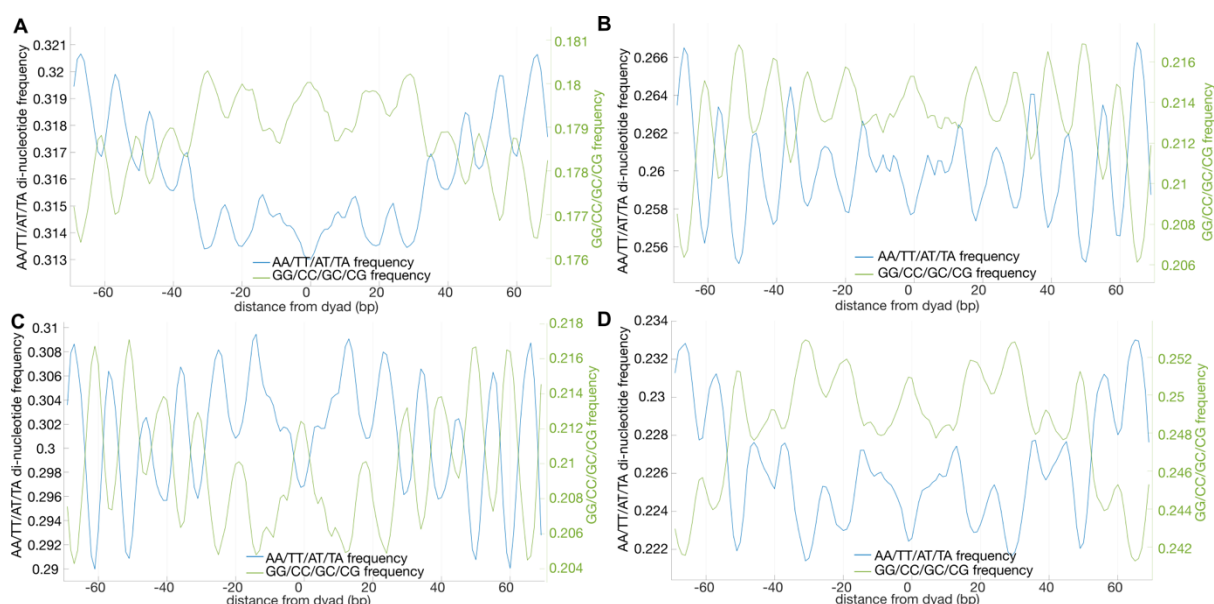 A
AA/TT/AT/TA di-nucleotide frequency
0.321
0.32
0.319
0.318
0.317
0.316
0.315
0.314
0.313
0.181
0.18
0.179
0.178
0.177
0.176
GG/CC/GC/CG frequency
AA/TT/AT/TA frequency
GG/CC/GC/CG frequency
-60 -40 -20 0 20 40 60
distance from dyad (bp)
B
AA/TT/AT/TA di-nucleotide frequency
0.266
0.264
0.262
0.26
0.258
0.256
0.216
0.214
0.212
0.21
0.208
0.206
GG/CC/GC/CG frequency
AA/TT/AT/TA frequency
GG/CC/GC/CG frequency
-60 -40 -20 0 20 40 60
distance from dyad (bp)
C
AA/TT/AT/TA di-nucleotide frequency
0.31
0.308
0.306
0.304
0.302
0.3
0.298
0.296
0.294
0.292
0.29
0.218
0.216
0.214
0.212
0.21
0.208
0.206
0.204
GG/CC/GC/CG frequency
AA/TT/AT/TA frequency
GG/CC/GC/CG frequency
-60 -40 -20 0 20 40 60
distance from dyad (bp)
D
AA/TT/AT/TA di-nucleotide frequency
0.234
0.232
0.23
0.228
0.226
0.224
0.222
0.252
0.25
0.248
0.246
0.244
0.242
GG/CC/GC/CG frequency
AA/TT/AT/TA frequency
GG/CC/GC/CG frequency
-60 -40 -20 0 20 40 60
distance from dyad (bp)